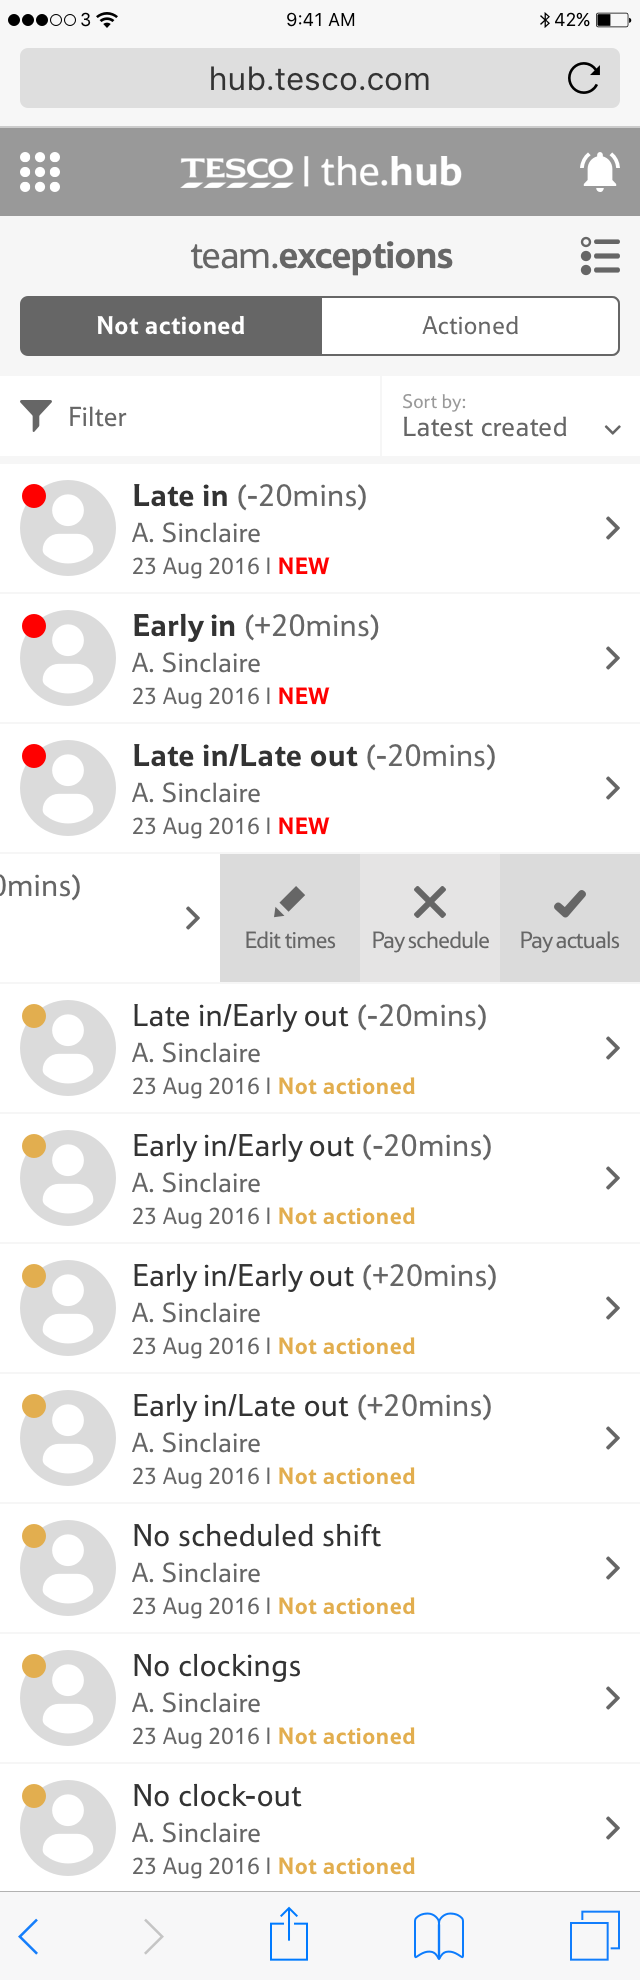 3 9:41 AM 42%
hub.tesco.com
TESCO | the.hub
team.exceptions
Not actioned Actioned
Filter
Sort by:
Latest created
Late in (-20mins)
A. Sinclaire
23 Aug 2016 | NEW
Early in (+20mins)
A. Sinclaire
23 Aug 2016 | NEW
Late in/Late out (-20mins)
A. Sinclaire
23 Aug 2016 | NEW
0mins)
Edit times Pay schedule Pay actuals
Late in/Early out (-20mins)
A. Sinclaire
23 Aug 2016 | Not actioned
Early in/Early out (-20mins)
A. Sinclaire
23 Aug 2016 | Not actioned
Early in/Early out (+20mins)
A. Sinclaire
23 Aug 2016 | Not actioned
Early in/Late out (+20mins)
A. Sinclaire
23 Aug 2016 | Not actioned
No scheduled shift
A. Sinclaire
23 Aug 2016 | Not actioned
No clockings
A. Sinclaire
23 Aug 2016 | Not actioned
No clock-out
A. Sinclaire
23 Aug 2016 | Not actioned